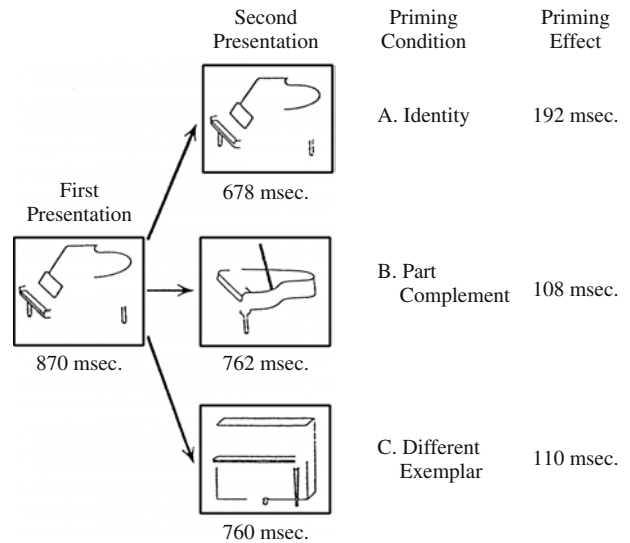 Second
Presentation
Priming
Condition
Priming
Effect
A. Identity
192 msec.
678 msec.
First
Presentation
870 msec.
B. Part
Complement
108 msec.
762 msec.
C. Different
Exemplar
110 msec.
760 msec.